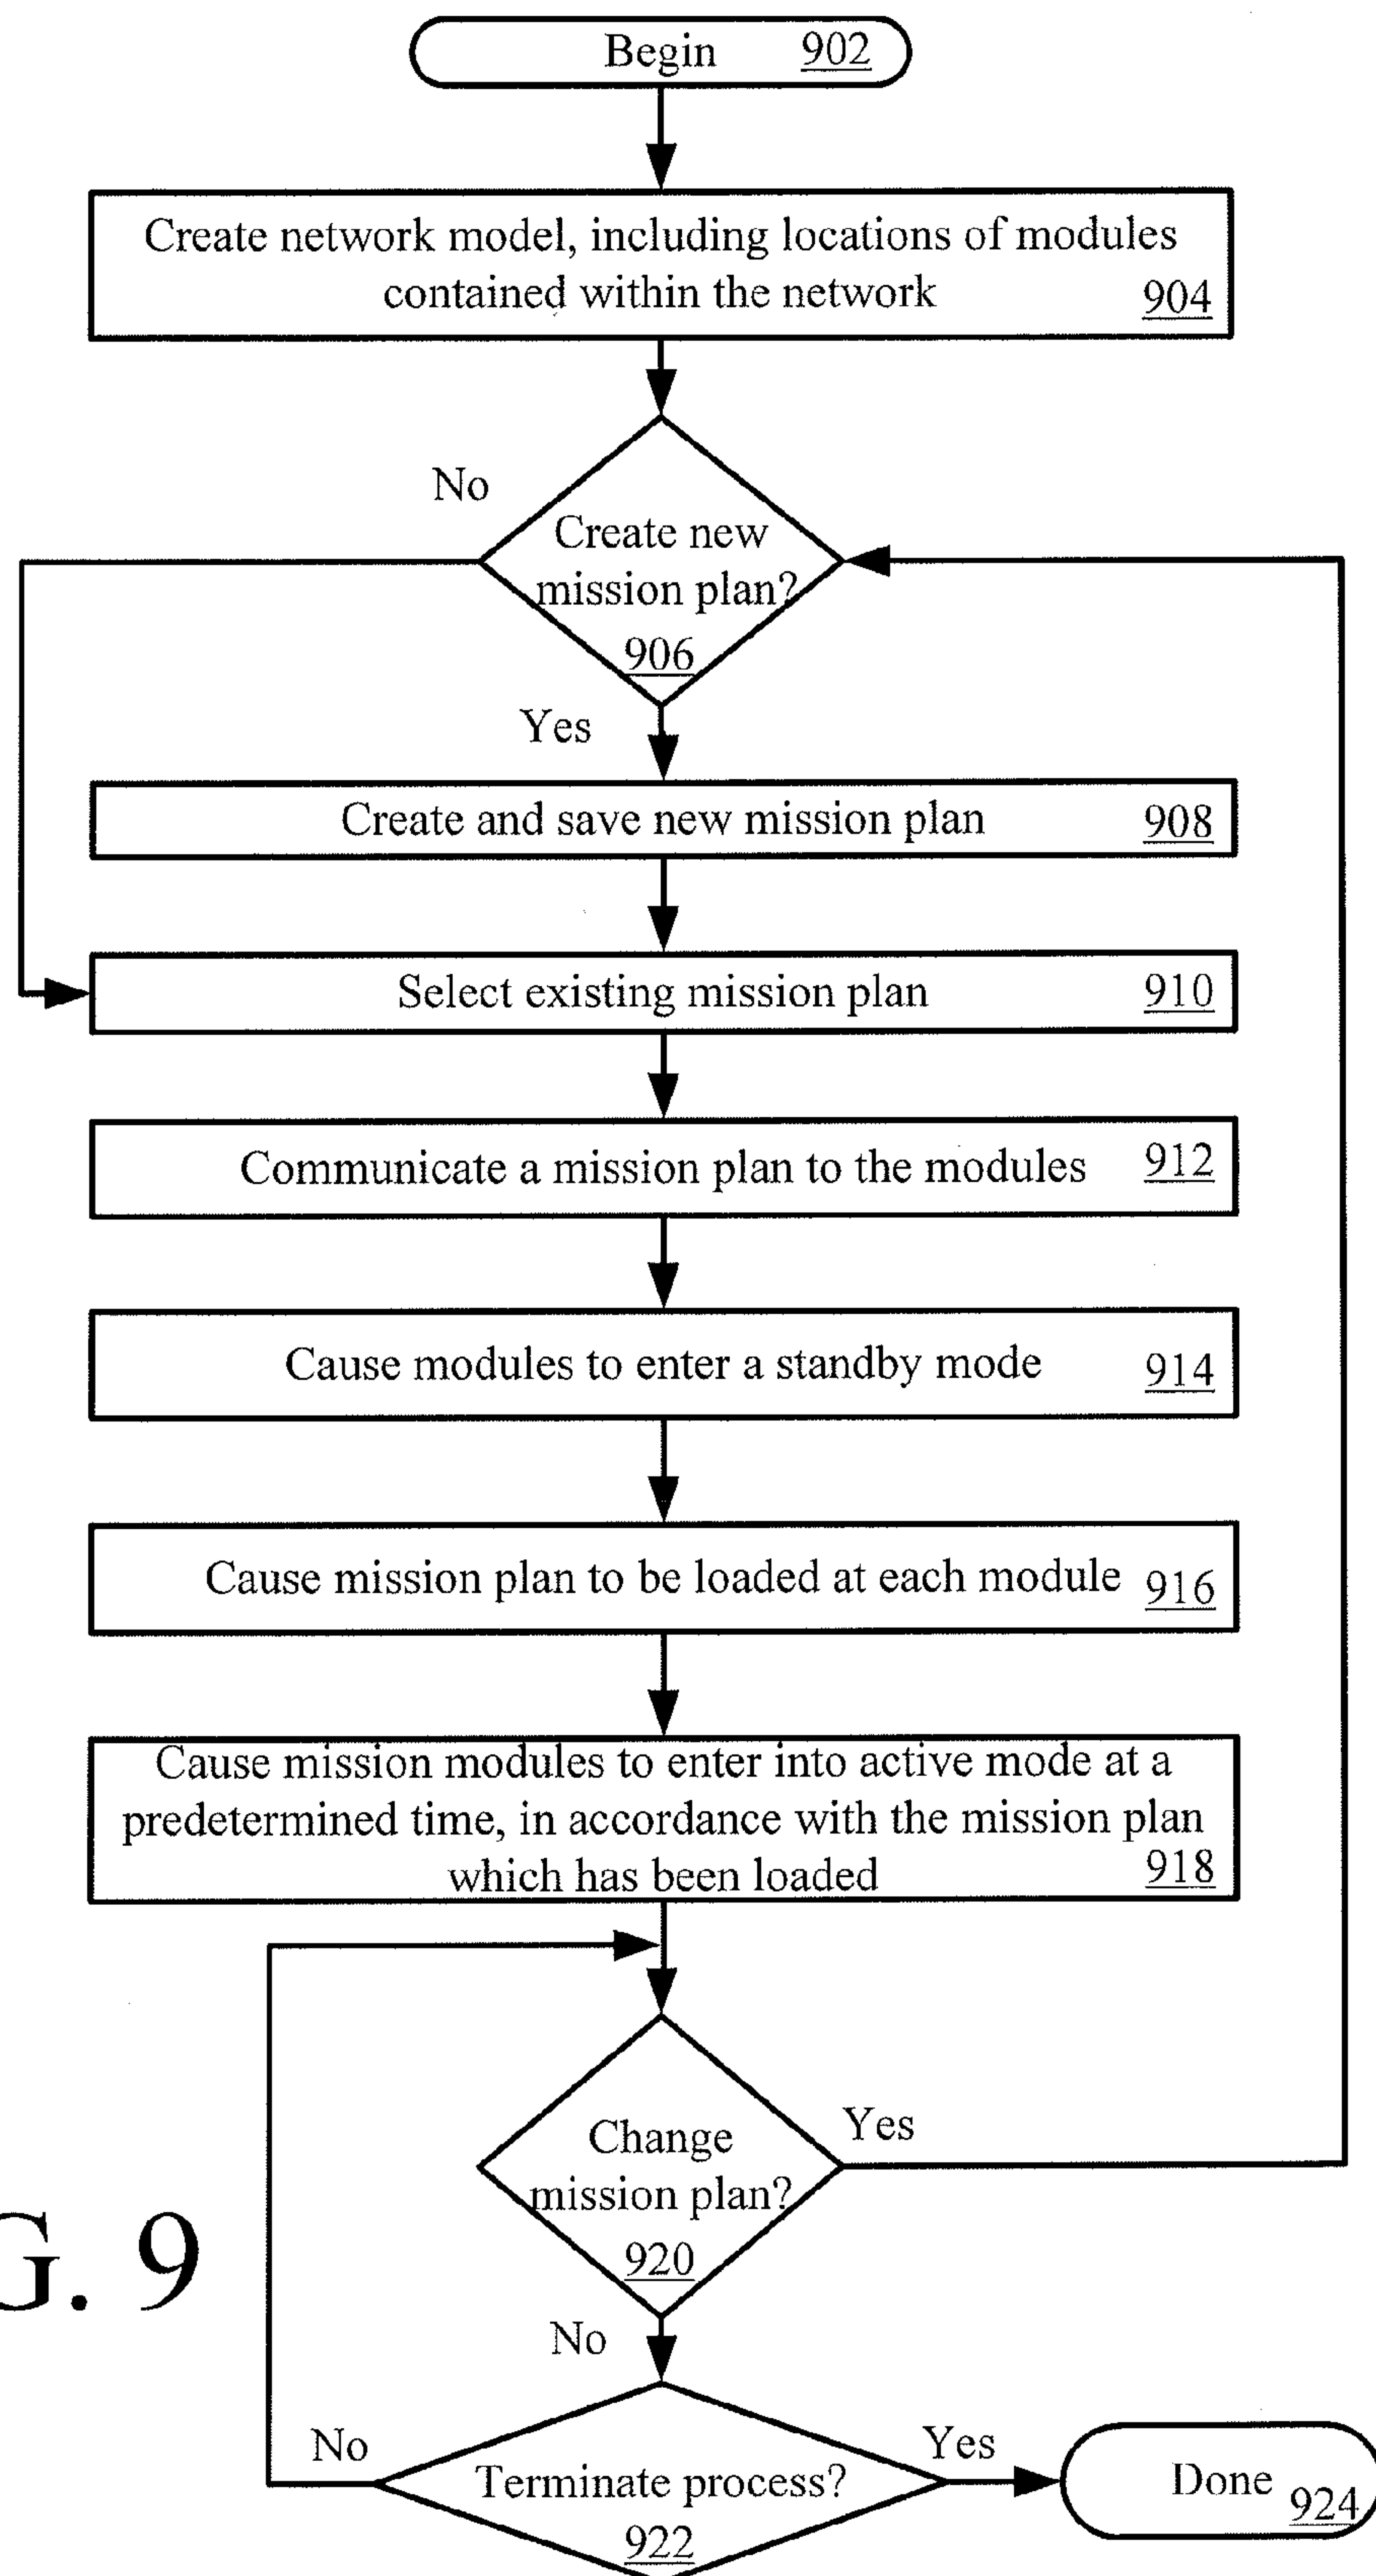 Begin 902
Create network model, including locations of modules
contained within the network 904
No
Create new
mission plan?
906
Yes
Create and save new mission plan 908
Select existing mission plan 910
Communicate a mission plan to the modules 912
Cause modules to enter a standby mode 914
Cause mission plan to be loaded at each module 916
Cause mission modules to enter into active mode at a
predetermined time, in accordance with the mission plan
which has been loaded 918
Change
mission plan?
920
Yes
No
G. 9
No
Terminate process?
922
Yes
Done 924